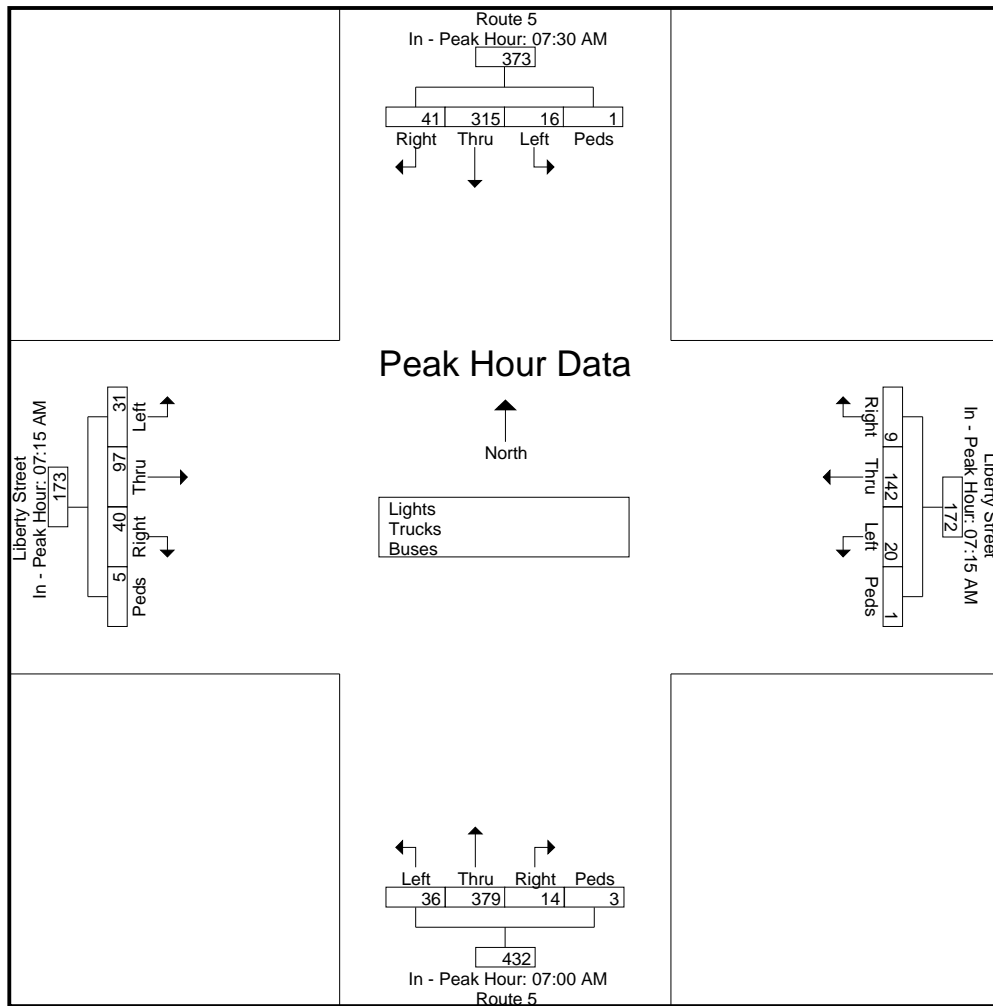 Route 5
In - Peak Hour: 07:30 AM
373
41 315 16 1
Right Thru Left Peds
Peak Hour Data
North
Lights
Trucks
Buses
Liberty Street
In - Peak Hour: 07:15 AM
173
31 97 40 5
Left Thru Right Peds
Liberty Street
In - Peak Hour: 07:15 AM
172
9 142 20 1
Right Thru Left Peds
Left Thru Right Peds
36 379 14 3
432
In - Peak Hour: 07:00 AM
Route 5